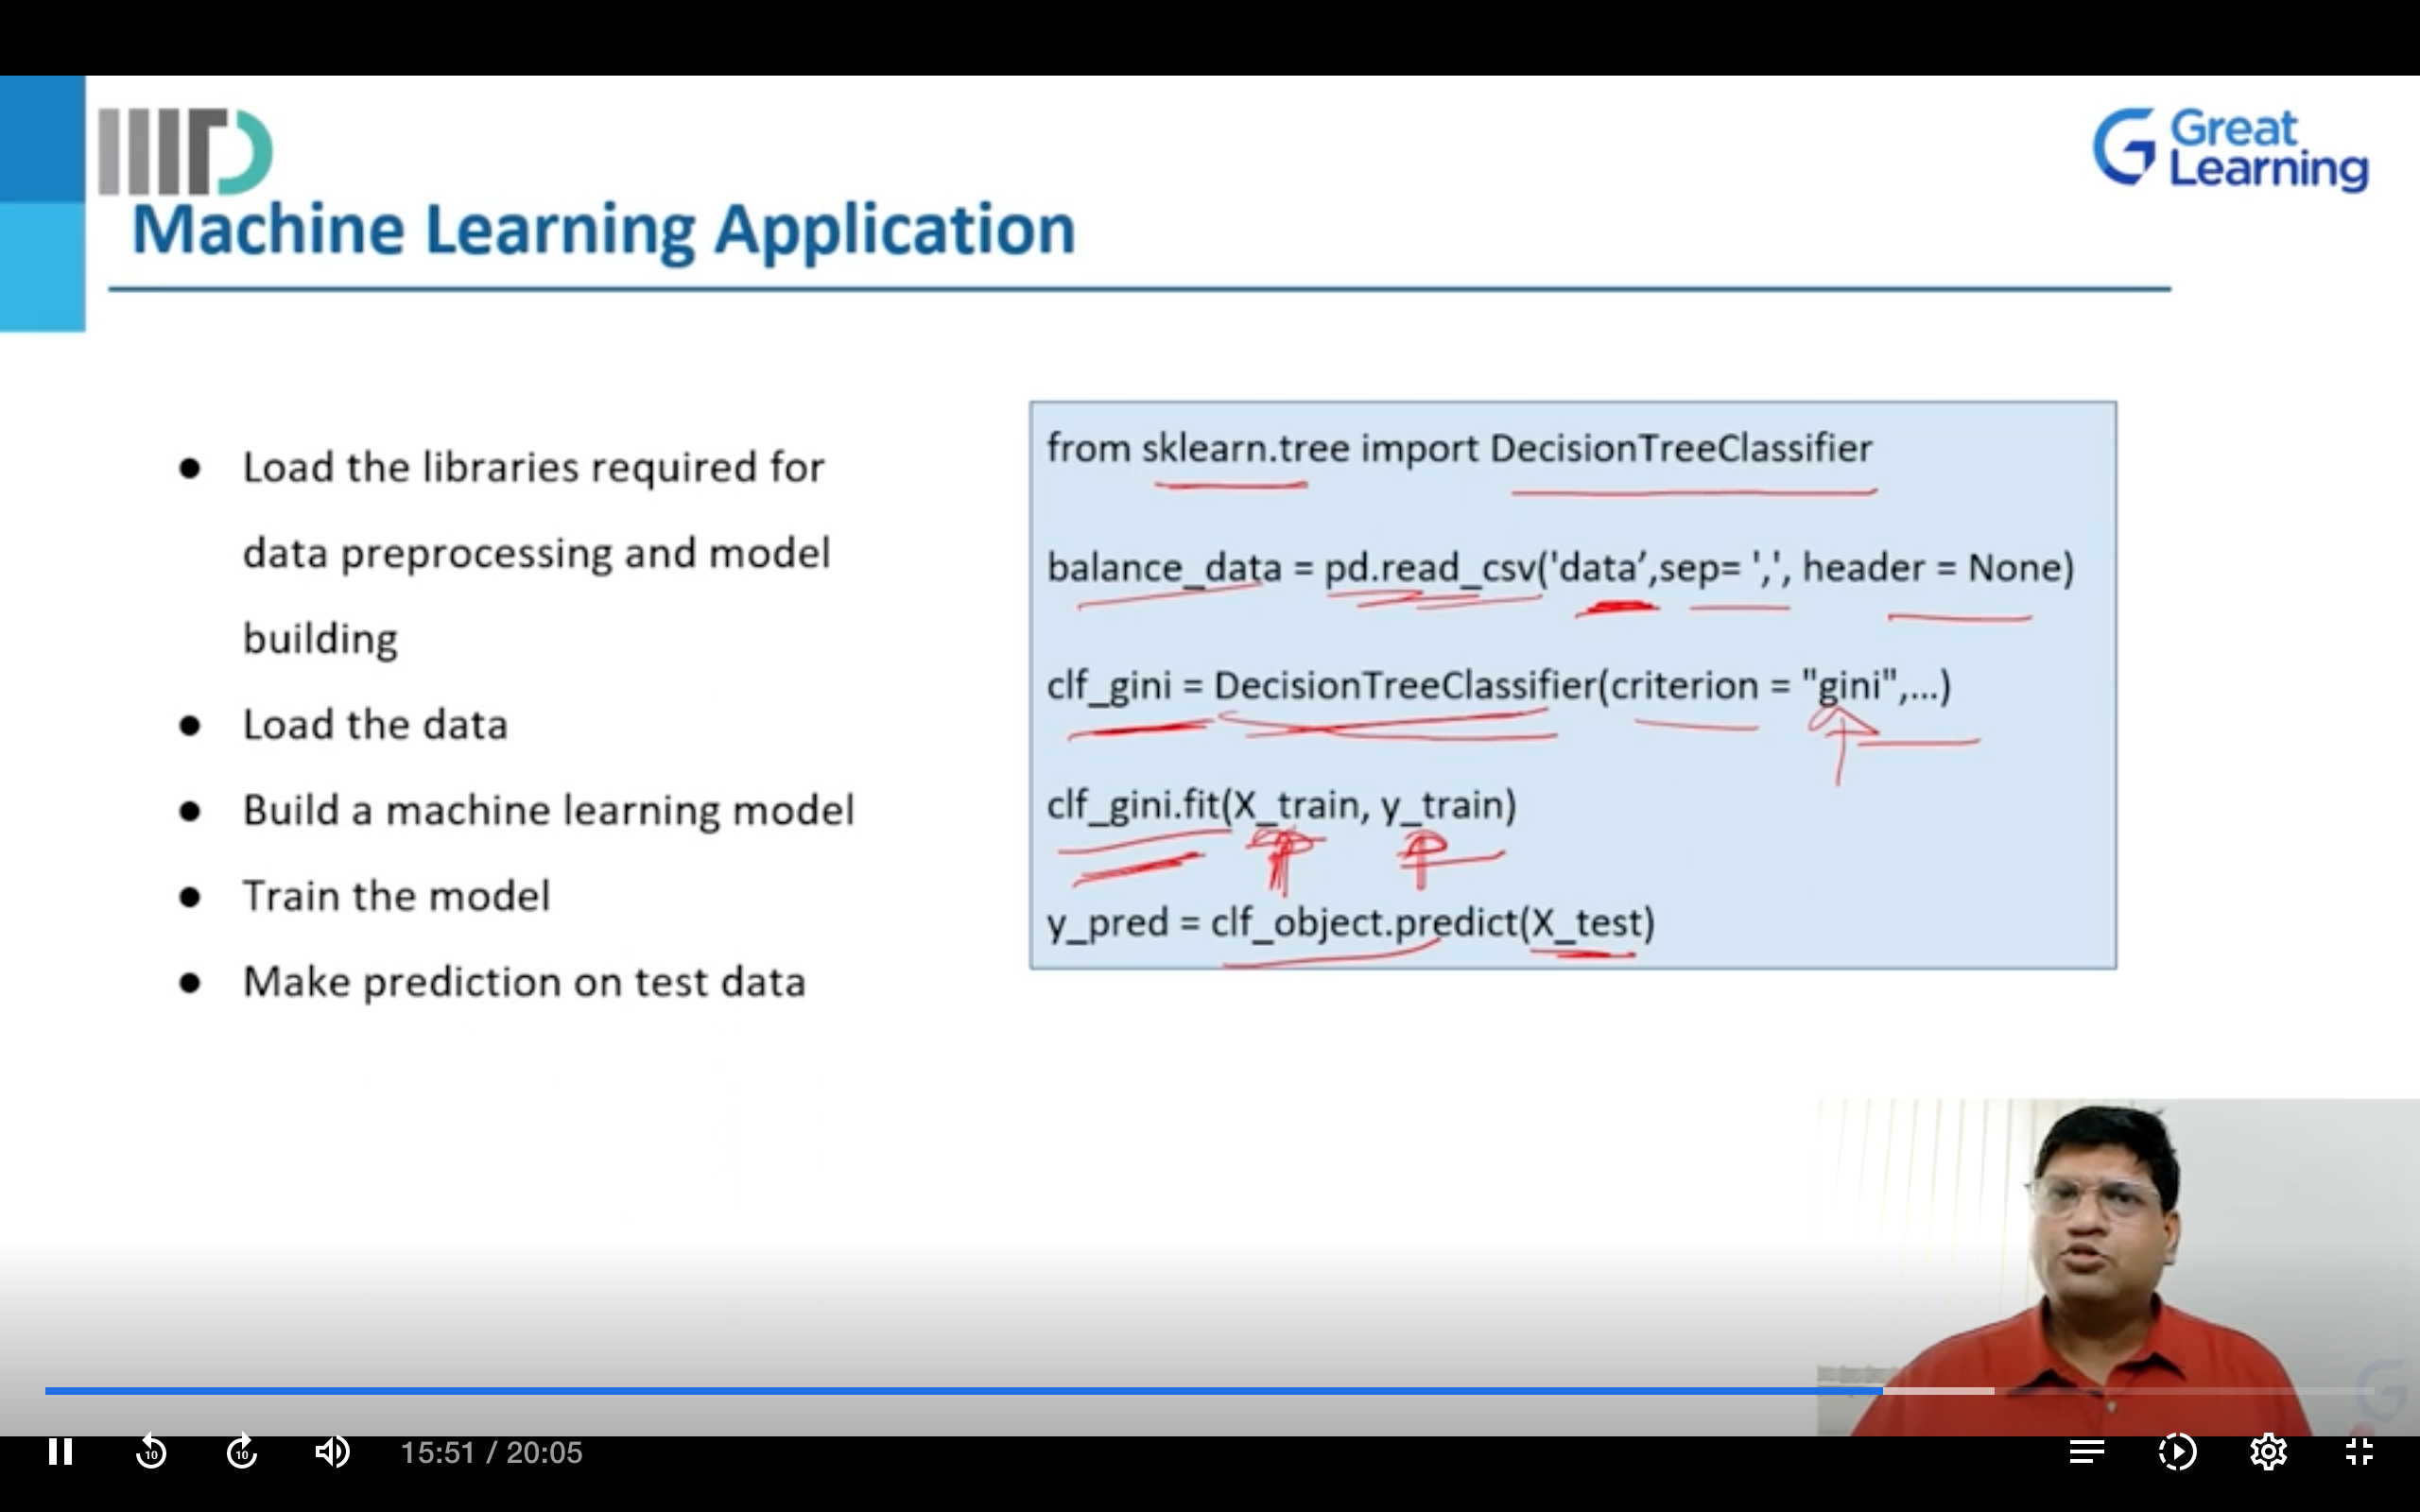 IIITD
Great
Learning
Machine Learning Application
● Load the libraries required for
data preprocessing and model
building
● Load the data
● Build a machine learning model
● Train the model
● Make prediction on test data
from sklearn.tree import DecisionTreeClassifier
balance_data = pd.read_csv('data’,sep= ',', header = None)
clf_gini = DecisionTreeClassifier(criterion = "gini",...)
clf_gini.fit(X_train, y_train)
y_pred = clf_object.predict(X_test)
10
10
15:51 / 20:05